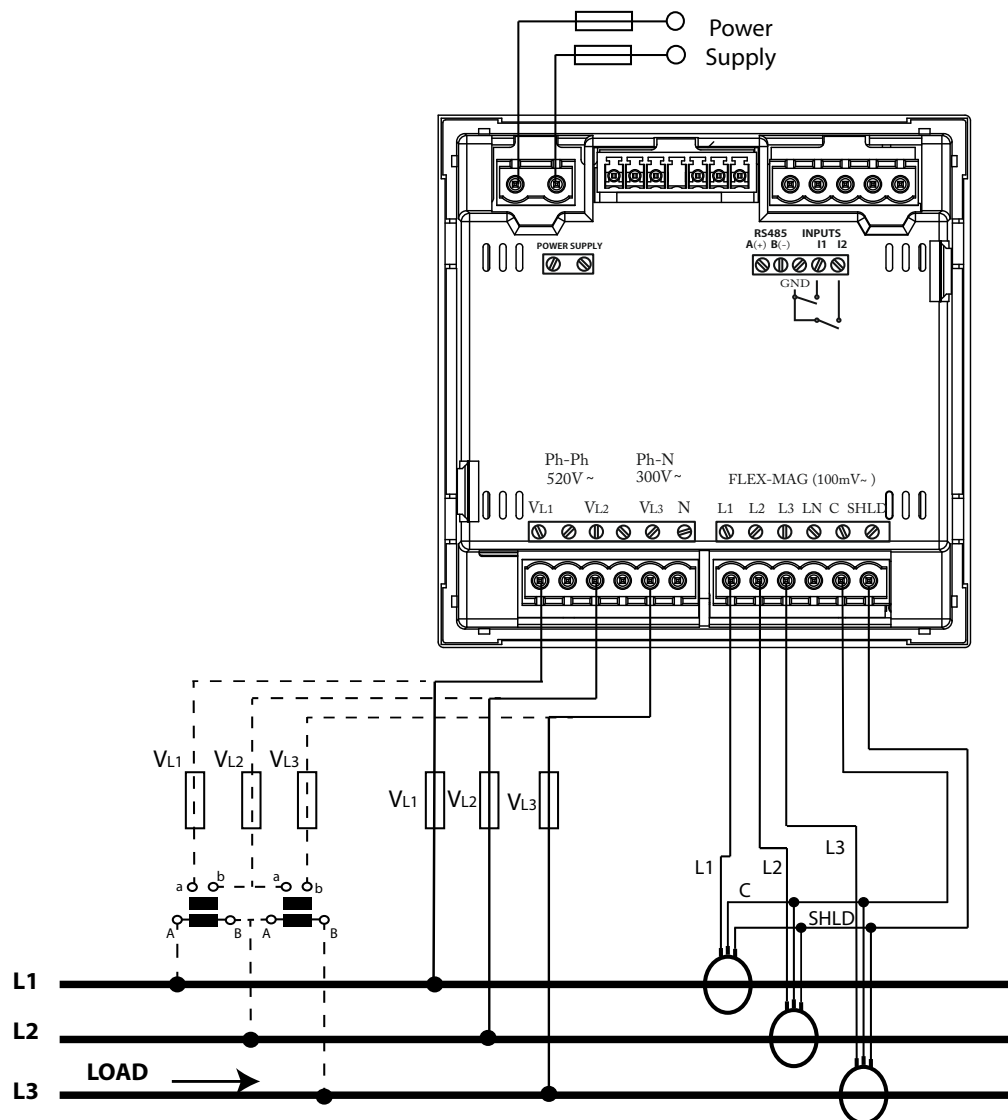 Power
Supply
RS485 INPUTS
A(+) B(-) I1 I2
POWER SUPPLY
GND
Ph-Ph Ph-N
520V~ 300V~
FLEX-MAG (100mV~ )
VL1 VL2 VL3 N L1 L2 L3 LN C SHLD
VL1 VL2 VL3 VL1 VL2 VL3
L1 L2 L3
a b a b
C
SHLD
A B A B
L1
L2
LOAD
L3